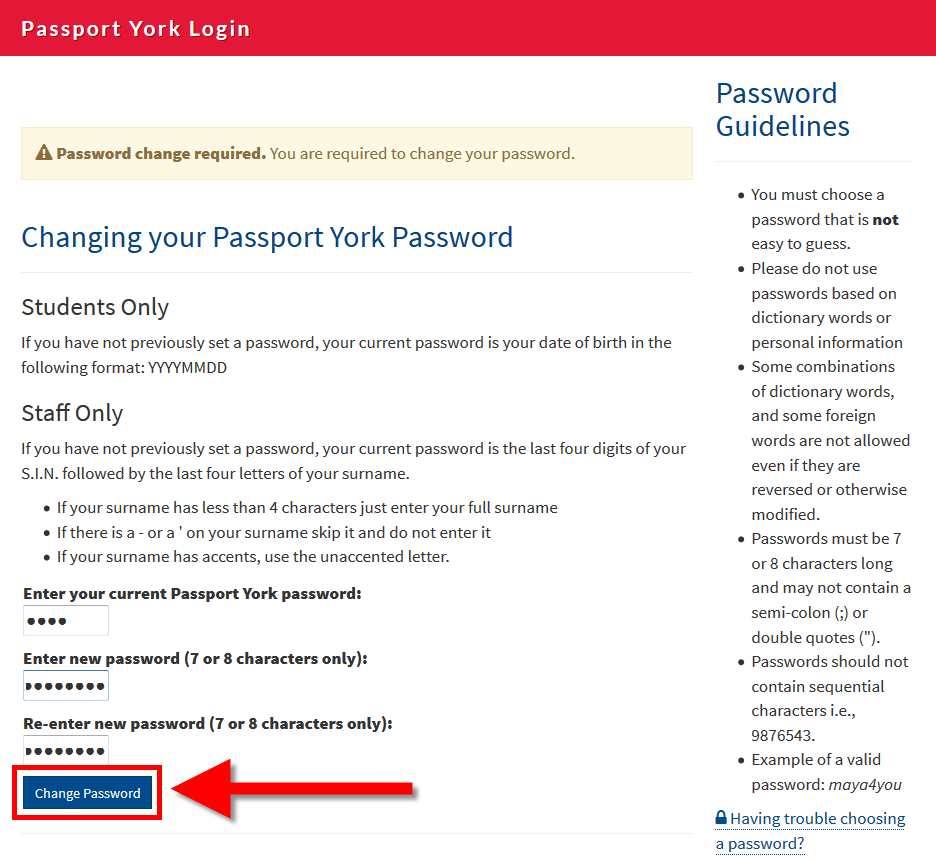 Passport York Login
Password change required. You are required to change your password.
Changing your Passport York Password
Students Only
If you have not previously set a password, your current password is your date of birth in the
following format: YYYYMMDD
Staff Only
If you have not previously set a password, your current password is the last four digits of your
S.I.N. followed by the last four letters of your surname.
• If your surname has less than 4 characters just enter your full surname
• If there is a - or a ' on your surname skip it and do not enter it
• If your surname has accents, use the unaccented letter.
Enter your current Passport York password:
••••
Enter new password (7 or 8 characters only):
••••••••
Re-enter new password (7 or 8 characters only):
••••••••
Change Password
Password
Guidelines
• You must choose a
password that is not
easy to guess.
• Please do not use
passwords based on
dictionary words or
personal information
• Some combinations
of dictionary words,
and some foreign
words are not allowed
even if they are
reversed or otherwise
modified.
• Passwords must be 7
or 8 characters long
and may not contain a
semi-colon (;) or
double quotes (").
• Passwords should not
contain sequential
characters i.e.,
9876543.
• Example of a valid
password: maya4you
Having trouble choosing
a password?